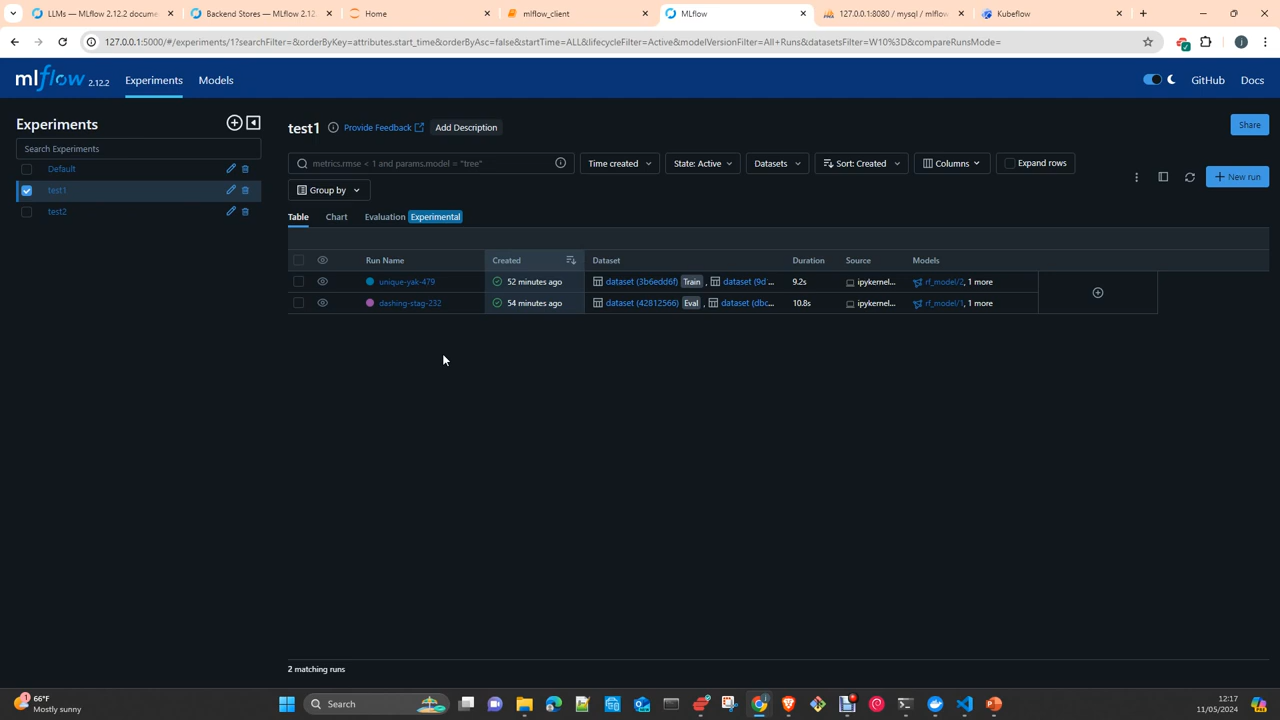 LLMs — MLflow 2.12.2 docume
Backend Stores — MLflow 2.12.
Home
mlflow_client
MLflow
127.0.0.1:8080 / mysql / mlflow
Kubeflow
127.0.0.1:5000/#/experiments/1?searchFilter=&orderByKey=attributes.start_time&orderByAsc=false&startTime=ALL&lifecycleFilter=Active&modelVersionFilter=All+Runs&datasetsFilter=W10%3D&compareRunsMode=
mlflow 2.12.2
Experiments
Models
GitHub
Docs
Experiments
Search Experiments
Default
test1
test2
test1
Provide Feedback
Add Description
Share
metrics.rmse < 1 and params.model = "tree"
Time created
State: Active
Datasets
Sort: Created
Columns
Expand rows
New run
Group by
Table
Chart
Evaluation
Experimental
Run Name
Created
Dataset
Duration
Source
Models
unique-yak-479
52 minutes ago
dataset (3b6edd6f) Train , dataset (9d ...
9.2s
ipykernel...
rf_model/2, 1 more
dashing-stag-232
54 minutes ago
dataset (42812566) Eval , dataset (dbc...
10.8s
ipykernel...
rf_model/1, 1 more
2 matching runs
66°F
Mostly sunny
Search
12:17
11/05/2024